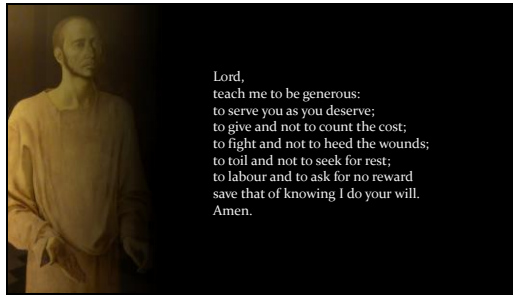 Lord,
teach me to be generous:
to serve you as you deserve;
to give and not to count the cost;
to fight and not to heed the wounds;
to toil and not to seek for rest;
to labour and to ask for no reward
save that of knowing I do your will.
Amen.